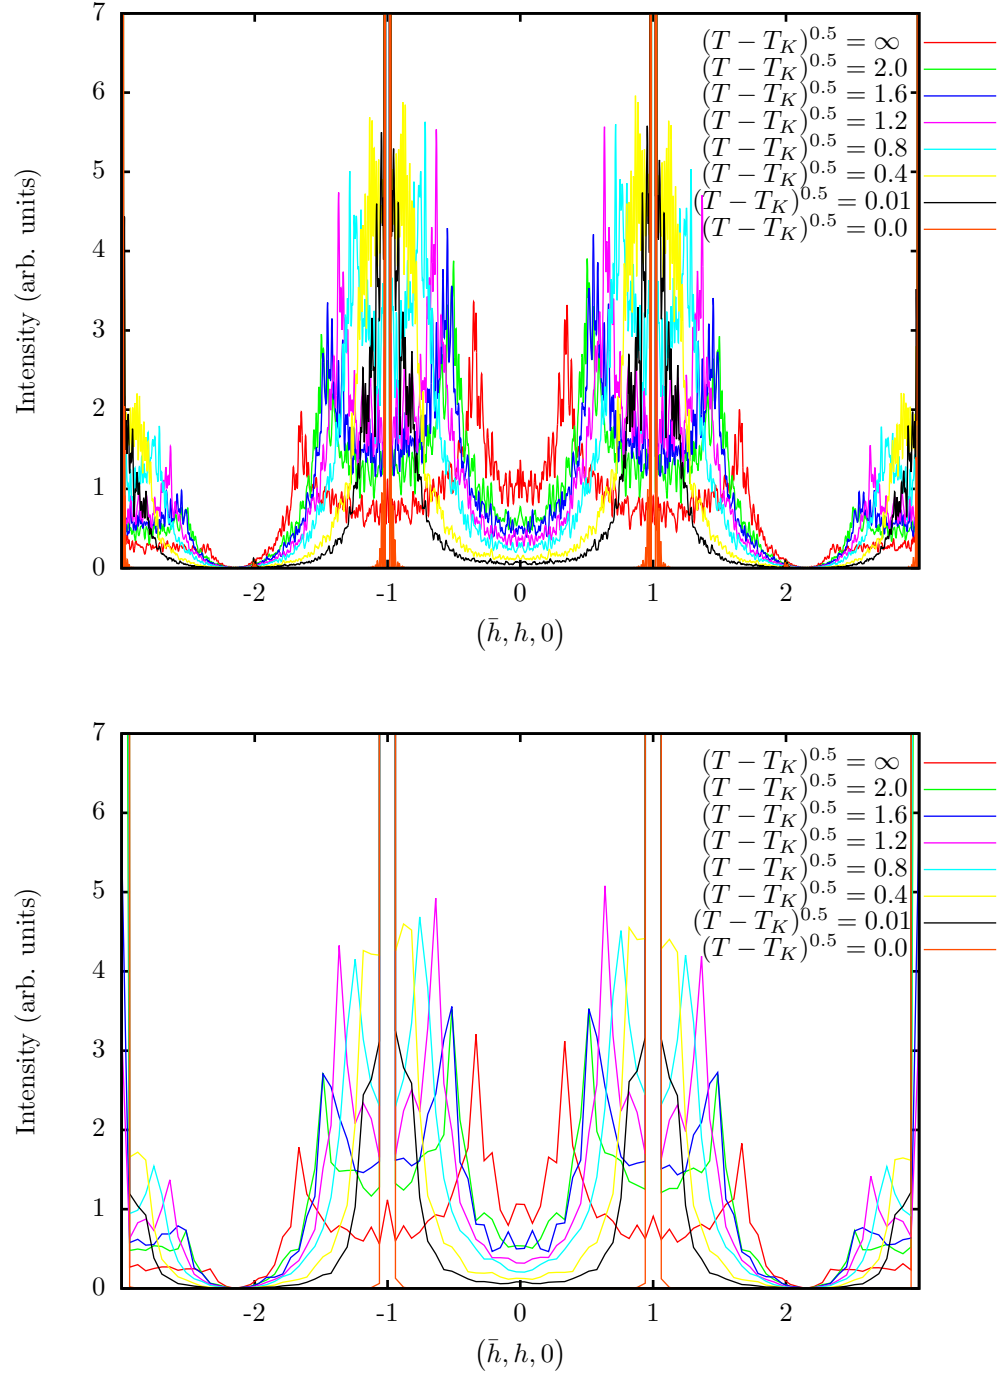 7
6
5
4
3
2
1
0
Intensity (arb. units)
(T − T_K)^0.5 = ∞
(T − T_K)^0.5 = 2.0
(T − T_K)^0.5 = 1.6
(T − T_K)^0.5 = 1.2
(T − T_K)^0.5 = 0.8
(T − T_K)^0.5 = 0.4
(T − T_K)^0.5 = 0.01
(T − T_K)^0.5 = 0.0
-2 -1 0 1 2
(h̄, h, 0)
7
6
5
4
3
2
1
0
Intensity (arb. units)
(T − T_K)^0.5 = ∞
(T − T_K)^0.5 = 2.0
(T − T_K)^0.5 = 1.6
(T − T_K)^0.5 = 1.2
(T − T_K)^0.5 = 0.8
(T − T_K)^0.5 = 0.4
(T − T_K)^0.5 = 0.01
(T − T_K)^0.5 = 0.0
-2 -1 0 1 2
(h̄, h, 0)